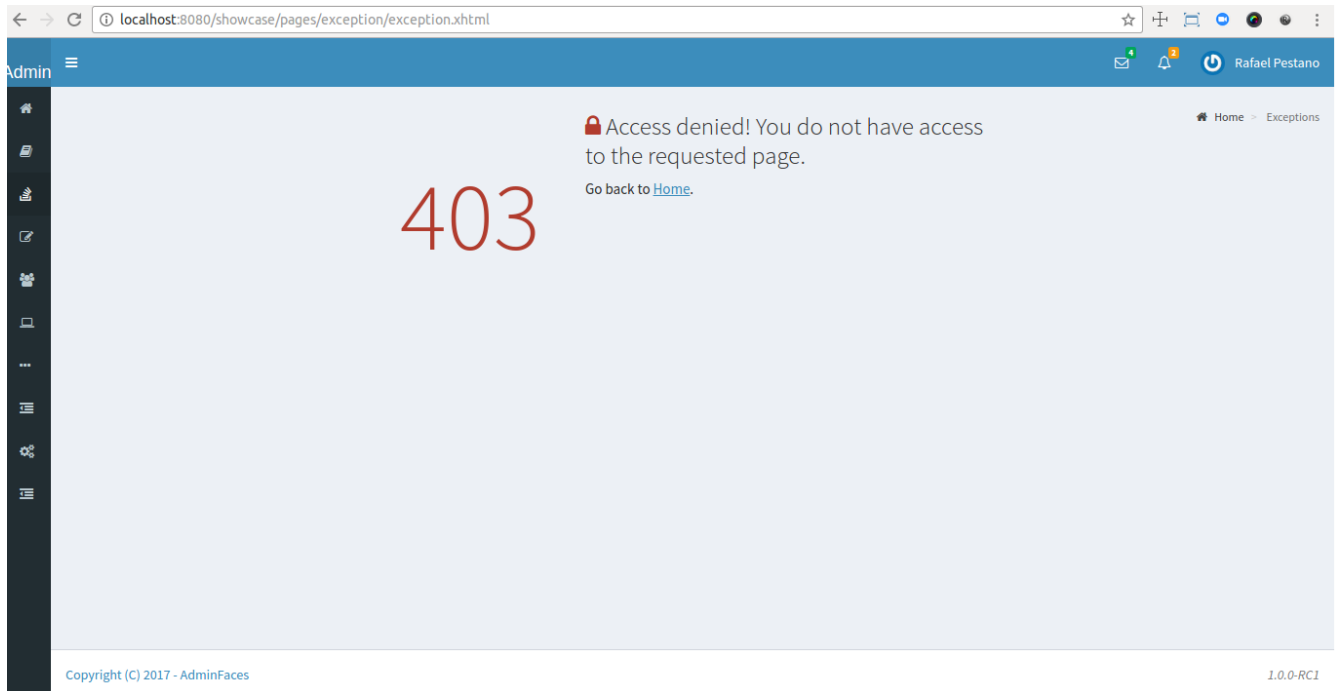 localhost:8080/showcase/pages/exception/exception.xhtml
Admin
4
2
Rafael Pestano
Home > Exceptions
Access denied! You do not have access
to the requested page.
Go back to Home.
403
Copyright (C) 2017 - AdminFaces
1.0.0-RC1